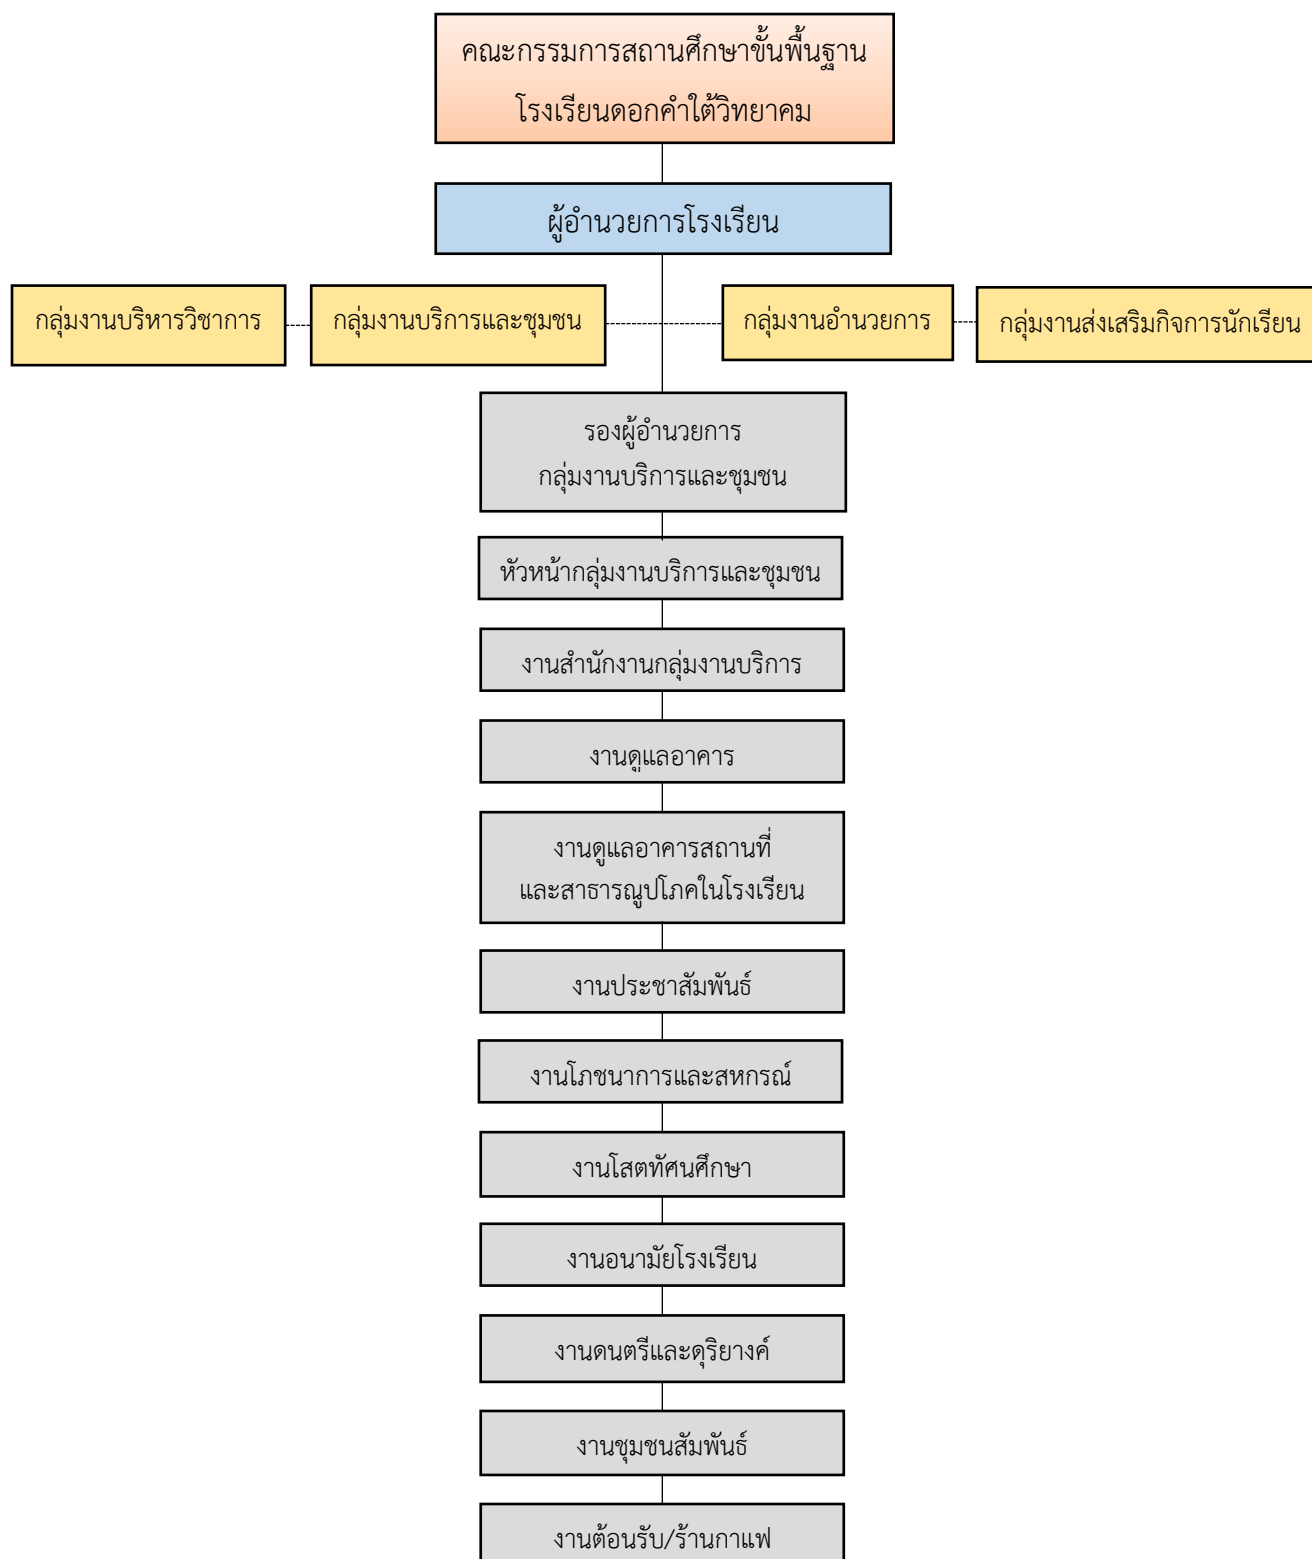 คณะกรรมการสถานศึกษาขั้นพื้นฐาน
โรงเรียนดอกคำใต้วิทยาคม
ผู้อำนวยการโรงเรียน
กลุ่มงานบริหารวิชาการ
กลุ่มงานบริการและชุมชน
กลุ่มงานอำนวยการ
กลุ่มงานส่งเสริมกิจการนักเรียน
รองผู้อำนวยการ
กลุ่มงานบริการและชุมชน
หัวหน้ากลุ่มงานบริการและชุมชน
งานสำนักงานกลุ่มงานบริการ
งานดูแลอาคาร
งานดูแลอาคารสถานที่
และสาธารณูปโภคในโรงเรียน
งานประชาสัมพันธ์
งานโภชนาการและสหกรณ์
งานโสตทัศนศึกษา
งานอนามัยโรงเรียน
งานดนตรีและดุริยางค์
งานชุมชนสัมพันธ์
งานต้อนรับ/ร้านกาแฟ